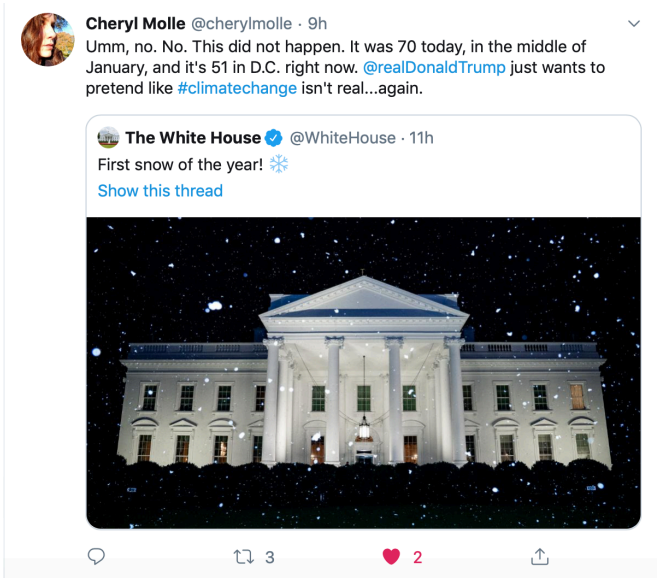 Cheryl Molle @cherylmolle · 9h
Umm, no. No. This did not happen. It was 70 today, in the middle of
January, and it's 51 in D.C. right now. @realDonaldTrump just wants to
pretend like #climatechange isn't real...again.
The White House @WhiteHouse · 11h
First snow of the year! ❄️
Show this thread
3
2